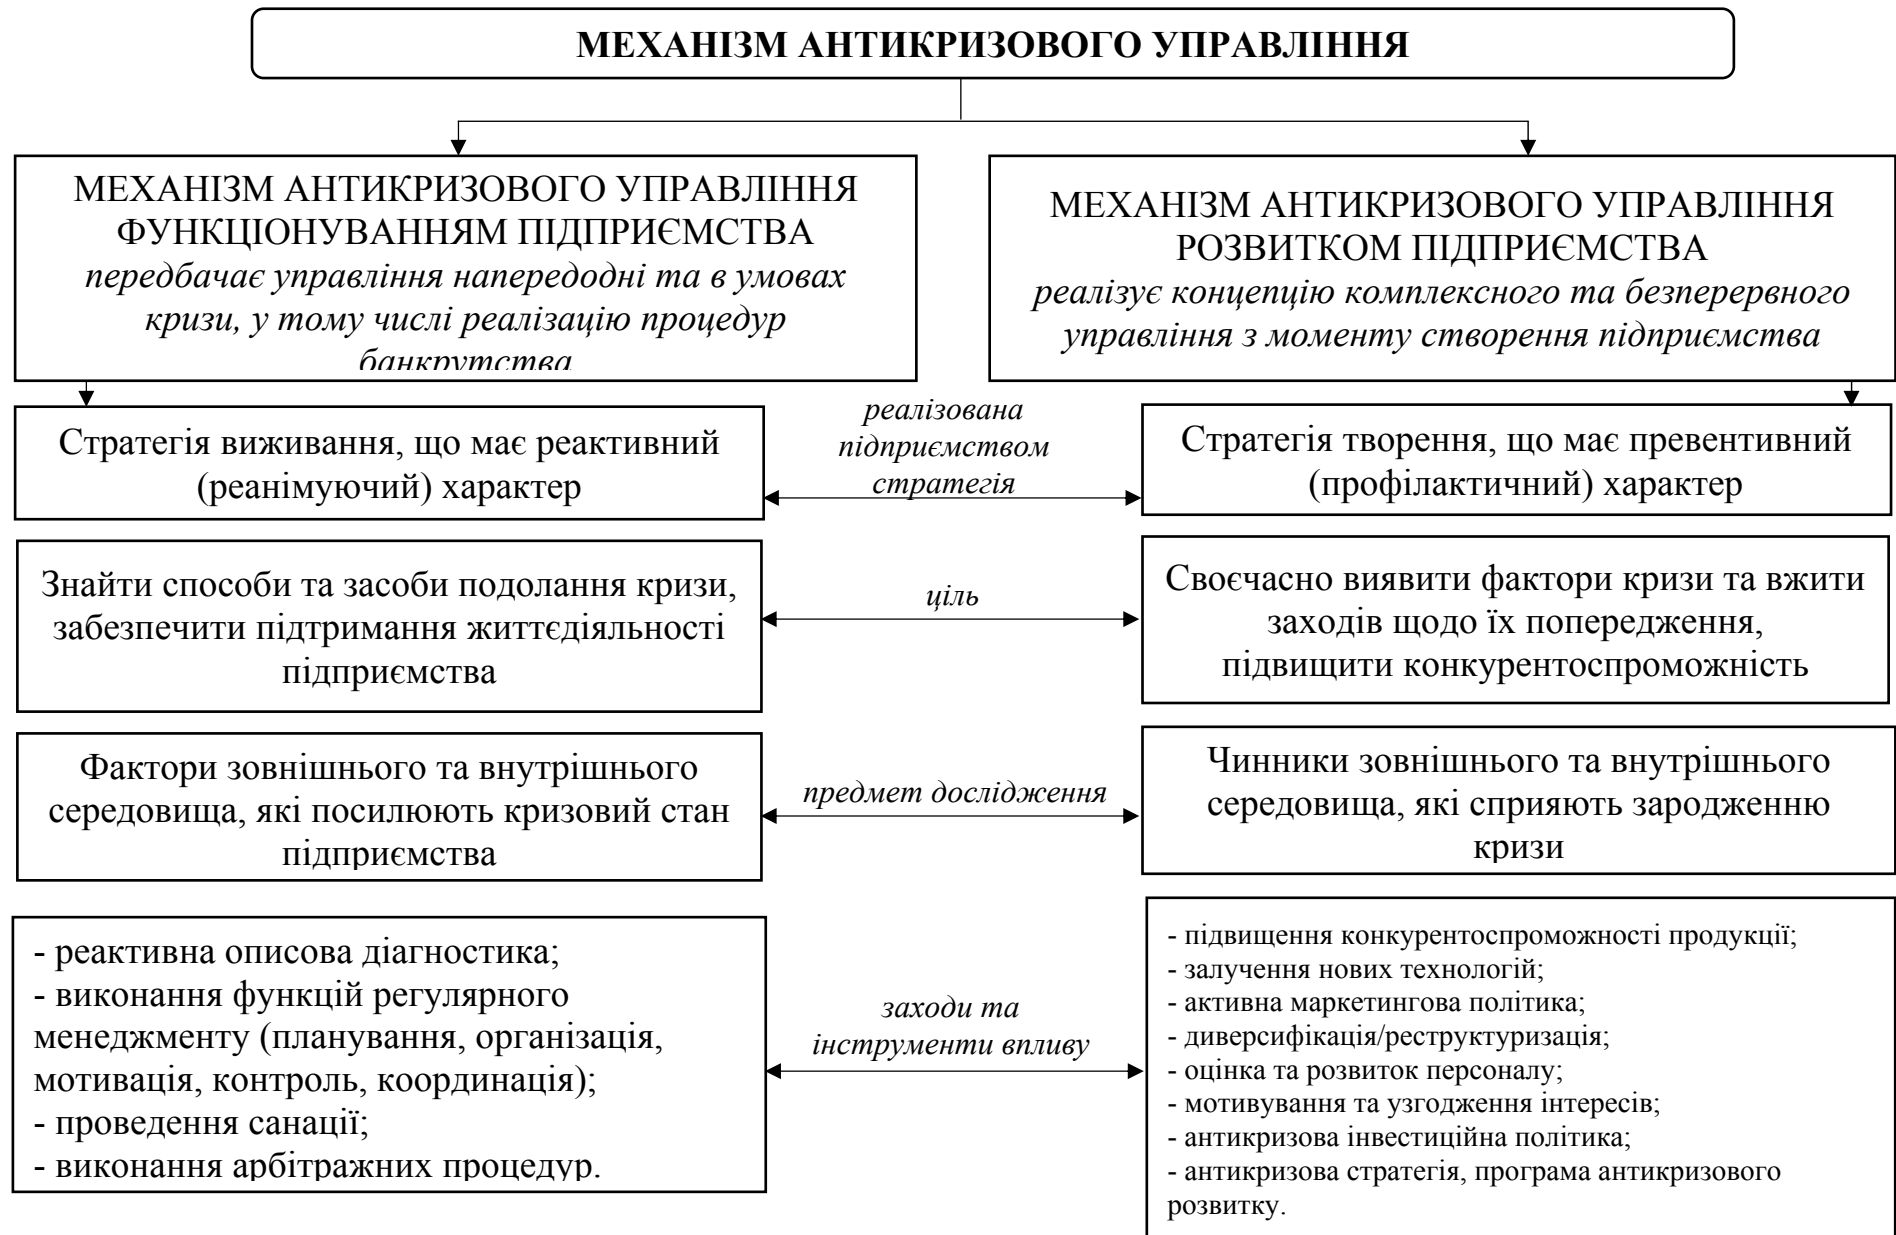 МЕХАНІЗМ АНТИКРИЗОВОГО УПРАВЛІННЯ
МЕХАНІЗМ АНТИКРИЗОВОГО УПРАВЛІННЯ
ФУНКЦІОНУВАННЯМ ПІДПРИЄМСТВА
передбачає управління напередодні та в умовах
кризи, у тому числі реалізацію процедур
банкрутства
МЕХАНІЗМ АНТИКРИЗОВОГО УПРАВЛІННЯ
РОЗВИТКОМ ПІДПРИЄМСТВА
реалізує концепцію комплексного та безперервного
управління з моменту створення підприємства
Стратегія виживання, що має реактивний
(реанімуючий) характер
реалізована
підприємством
стратегія
Стратегія творення, що має превентивний
(профілактичний) характер
Знайти способи та засоби подолання кризи,
забезпечити підтримання життєдіяльності
підприємства
ціль
Своєчасно виявити фактори кризи та вжити
заходів щодо їх попередження,
підвищити конкурентоспроможність
Фактори зовнішнього та внутрішнього
середовища, які посилюють кризовий стан
підприємства
предмет дослідження
Чинники зовнішнього та внутрішнього
середовища, які сприяють зародженню
кризи
- реактивна описова діагностика;
- виконання функцій регулярного
менеджменту (планування, організація,
мотивація, контроль, координація);
- проведення санації;
- виконання арбітражних процедур.
заходи та
інструменти впливу
- підвищення конкурентоспроможності продукції;
- залучення нових технологій;
- активна маркетингова політика;
- диверсифікація/реструктуризація;
- оцінка та розвиток персоналу;
- мотивування та узгодження інтересів;
- антикризова інвестиційна політика;
- антикризова стратегія, програма антикризового
розвитку.